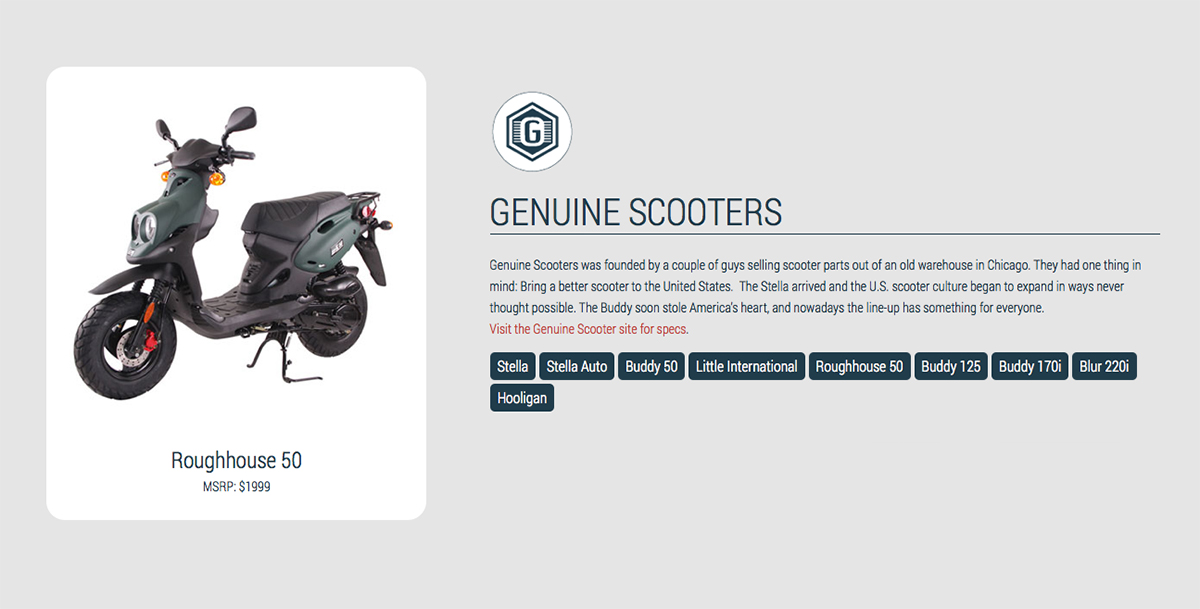 G
GENUINE SCOOTERS
Genuine Scooters was founded by a couple of guys selling scooter parts out of an old warehouse in Chicago. They had one thing in
mind: Bring a better scooter to the United States.  The Stella arrived and the U.S. scooter culture began to expand in ways never
thought possible. The Buddy soon stole America's heart, and nowadays the line-up has something for everyone.
Visit the Genuine Scooter site for specs.
Stella Stella Auto Buddy 50 Little International Roughhouse 50 Buddy 125 Buddy 170i Blur 220i
Hooligan
Roughhouse 50
MSRP: $1999